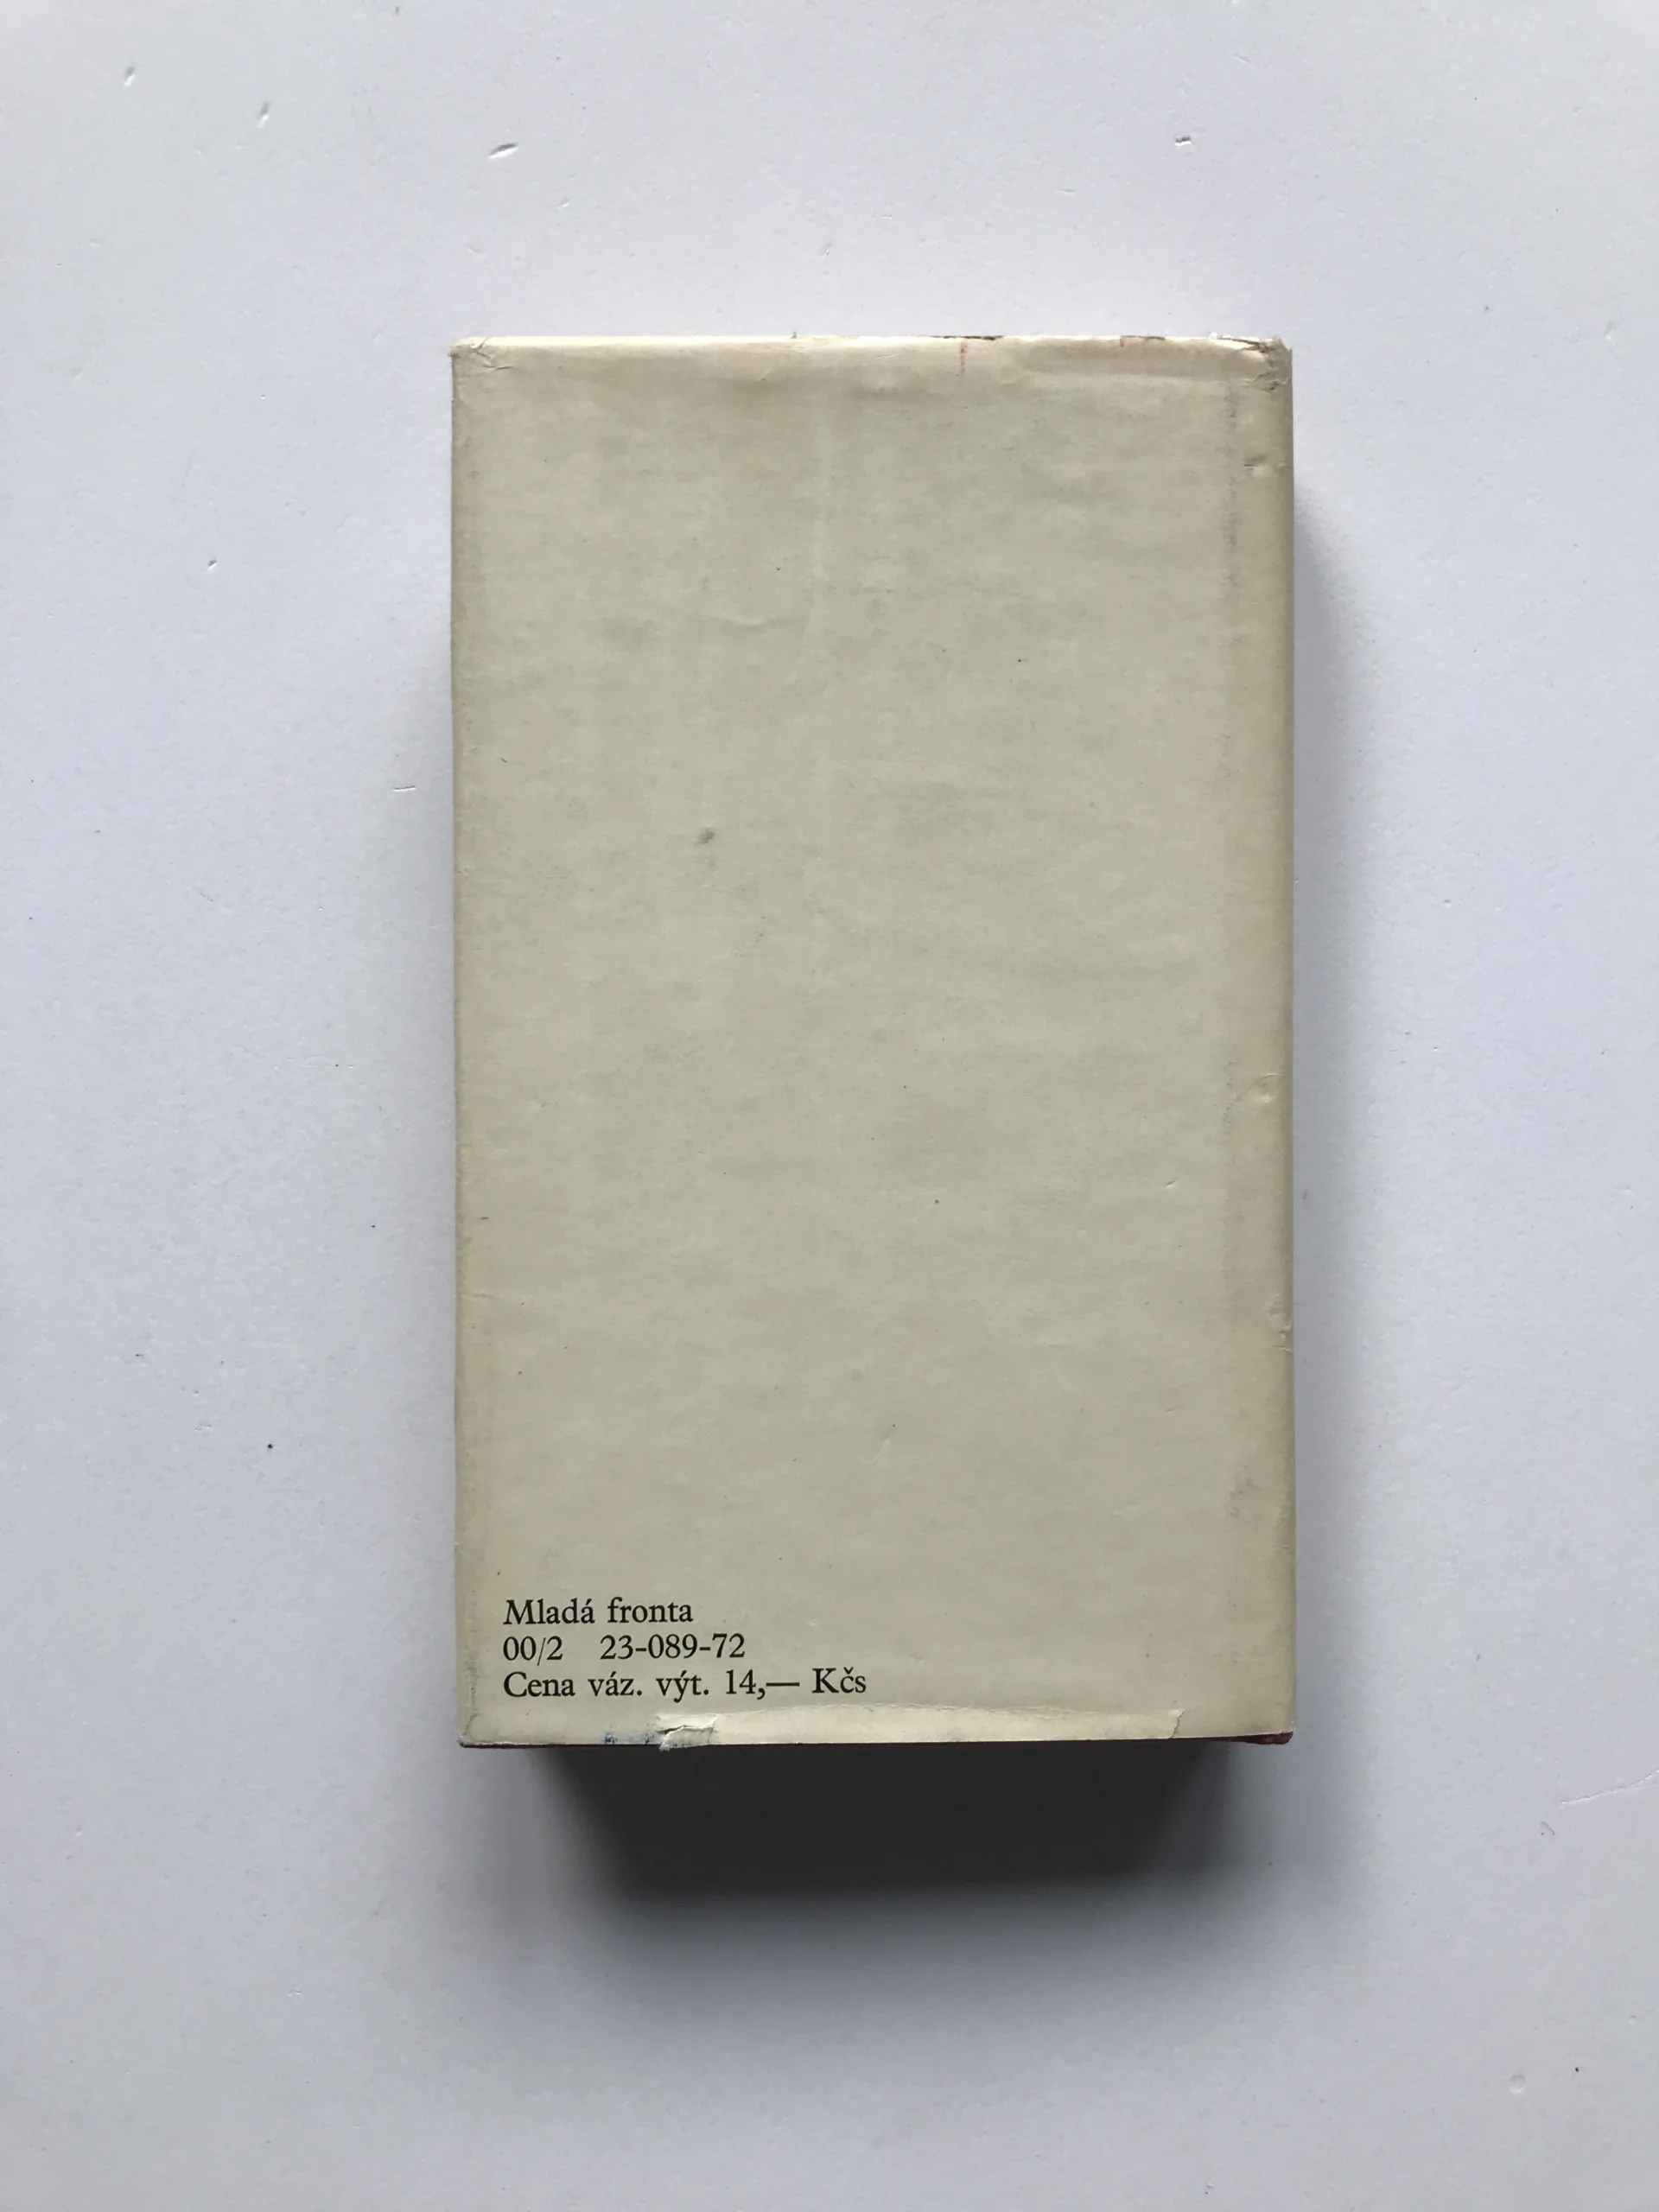 Mladá fronta
00/2 23-089-72
Cena váz. výt. 14,— Kčs